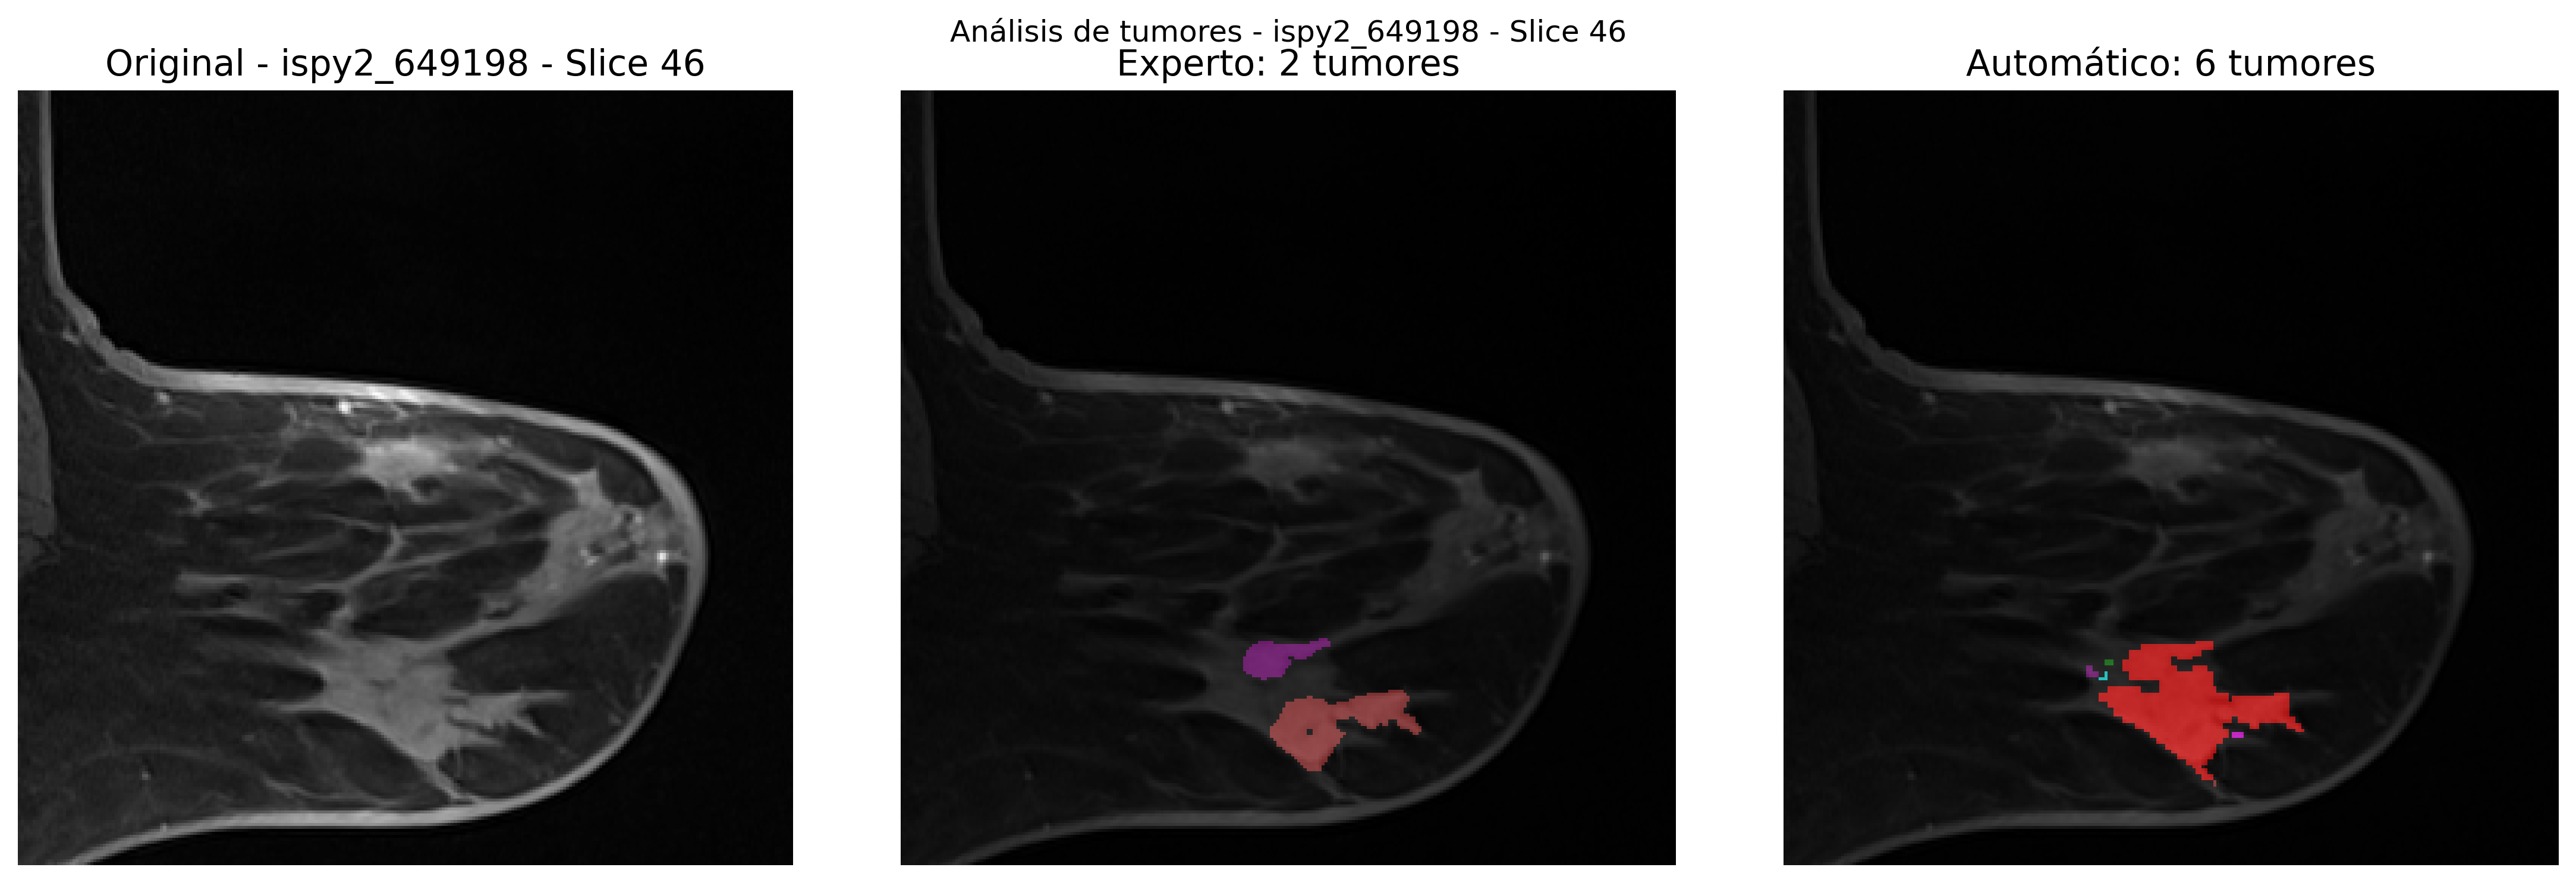 Análisis de tumores - ispy2_649198 - Slice 46
Original - ispy2_649198 - Slice 46
Experto: 2 tumores
Automático: 6 tumores